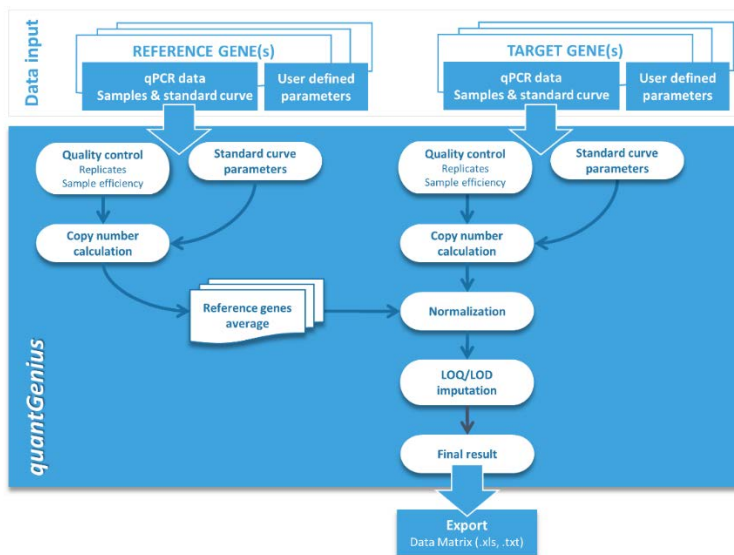 Data input
REFERENCE GENE(s)
qPCR data
Samples & standard curve
User defined
parameters
TARGET GENE(s)
qPCR data
Samples & standard curve
User defined
parameters
quantGenius
Quality control
Replicates
Sample efficiency
Standard curve
parameters
Copy number
calculation
Reference genes
average
Quality control
Replicates
Sample efficiency
Standard curve
parameters
Copy number
calculation
Normalization
LOQ/LOD
imputation
Final result
Export
Data Matrix (.xls, .txt)